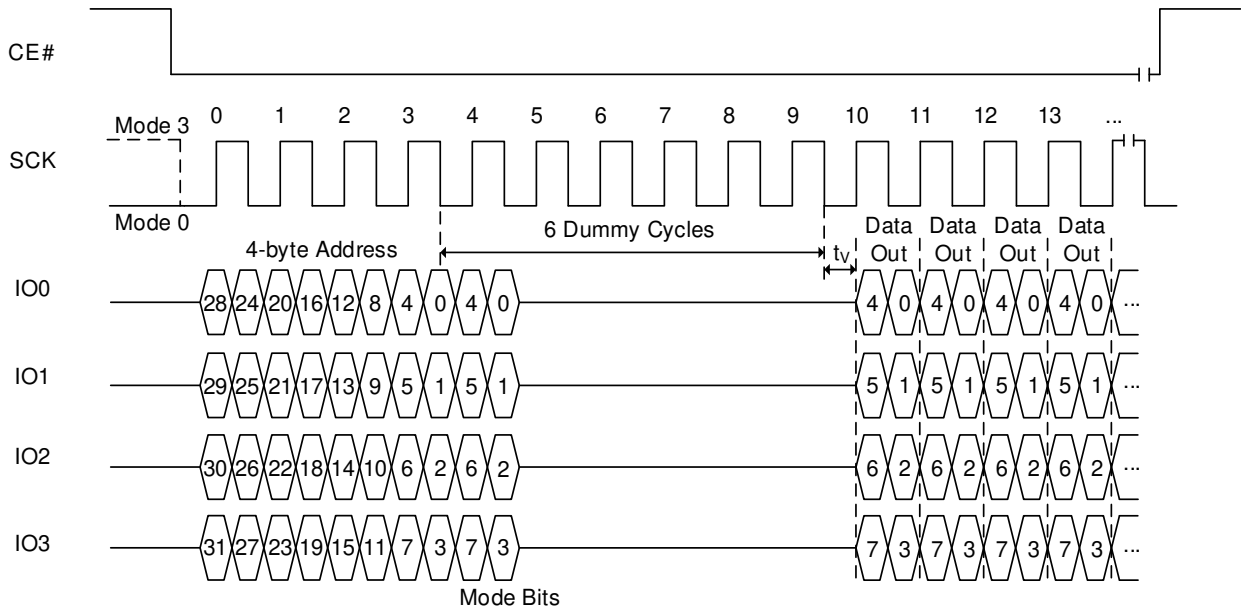 CE#
0 1 2 3 4 5 6 7 8 9 10 11 12 13 ...
Mode 3
SCK
Mode 0
6 Dummy Cycles
Data Data Data Data
4-byte Address
tV
Out Out Out Out
IO0
28 24 20 16 12 8 4 0 4 0 4 0 4 0 4 0 4 0 ...
IO1
29 25 21 17 13 9 5 1 5 1 5 1 5 1 5 1 5 1 ...
IO2
30 26 22 18 14 10 6 2 6 2 6 2 6 2 6 2 6 2 ...
IO3
31 27 23 19 15 11 7 3 7 3 7 3 7 3 7 3 7 3 ...
Mode Bits